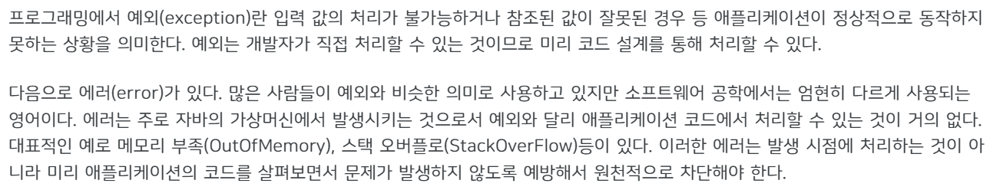 프로그래밍에서 예외(exception)란 입력 값의 처리가 불가능하거나 참조된 값이 잘못된 경우 등 애플리케이션이 정상적으로 동작하지
못하는 상황을 의미한다. 예외는 개발자가 직접 처리할 수 있는 것이므로 미리 코드 설계를 통해 처리할 수 있다.
다음으로 에러(error)가 있다. 많은 사람들이 예외와 비슷한 의미로 사용하고 있지만 소프트웨어 공학에서는 엄현히 다르게 사용되는
영어이다. 에러는 주로 자바의 가상머신에서 발생시키는 것으로서 예외와 달리 애플리케이션 코드에서 처리할 수 있는 것이 거의 없다.
대표적인 예로 메모리 부족(OutOfMemory), 스택 오버플로(StackOverFlow)등이 있다. 이러한 에러는 발생 시점에 처리하는 것이 아
니라 미리 애플리케이션의 코드를 살펴보면서 문제가 발생하지 않도록 예방해서 원천적으로 차단해야 한다.